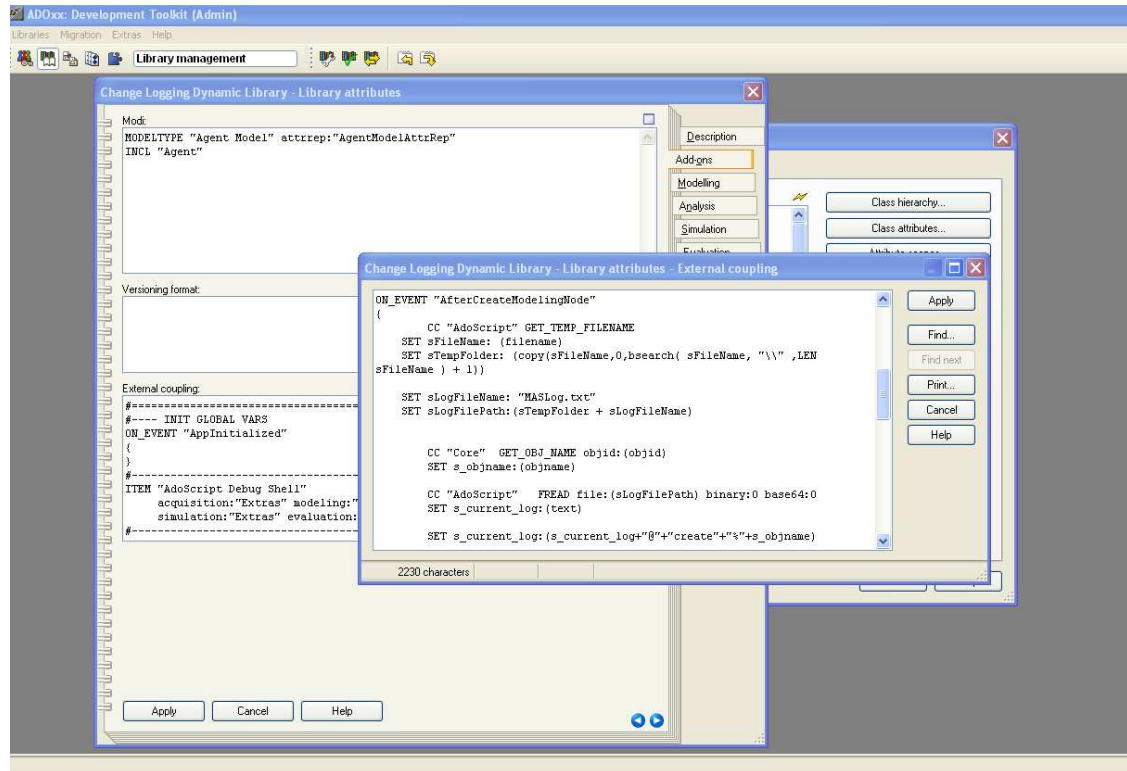 ADOxx: Development Toolkit (Admin)
Libraries Migration Extras Help
Library management
Change Logging Dynamic Library - Library attributes
Modi:
MODELTYPE "Agent Model" attrrep:"AgentModelAttrRep"
INCL "Agent"
Description
Add-ons
Modelling
Analysis
Simulation
Class hierarchy...
Class attributes...
Versioning format:
External coupling:
#==================================
#---- INIT GLOBAL VARS
ON_EVENT "AppInitialized"
{
}
#----------------------------------
ITEM "AdoScript Debug Shell"
acquisition:"Extras" modeling:"
simulation:"Extras" evaluation:
#----------------------------------
Apply Cancel Help
Change Logging Dynamic Library - Library attributes - External coupling
ON_EVENT "AfterCreateModelingNode"
{
CC "AdoScript" GET_TEMP_FILENAME
SET sFileName: (filename)
SET sTempFolder: (copy(sFileName,0,bsearch( sFileName, "\\" ,LEN
sFileName ) + 1))
SET sLogFileName: "MASLog.txt"
SET sLogFilePath:(sTempFolder + sLogFileName)
CC "Core" GET_OBJ_NAME objid:(objid)
SET s_objname:(objname)
CC "AdoScript" FREAD file:(sLogFilePath) binary:0 base64:0
SET s_current_log:(text)
SET s_current_log:(s_current_log+"@"+"create"+"%"+s_objname)
Apply
Find...
Find next
Print...
Cancel
Help
2230 characters